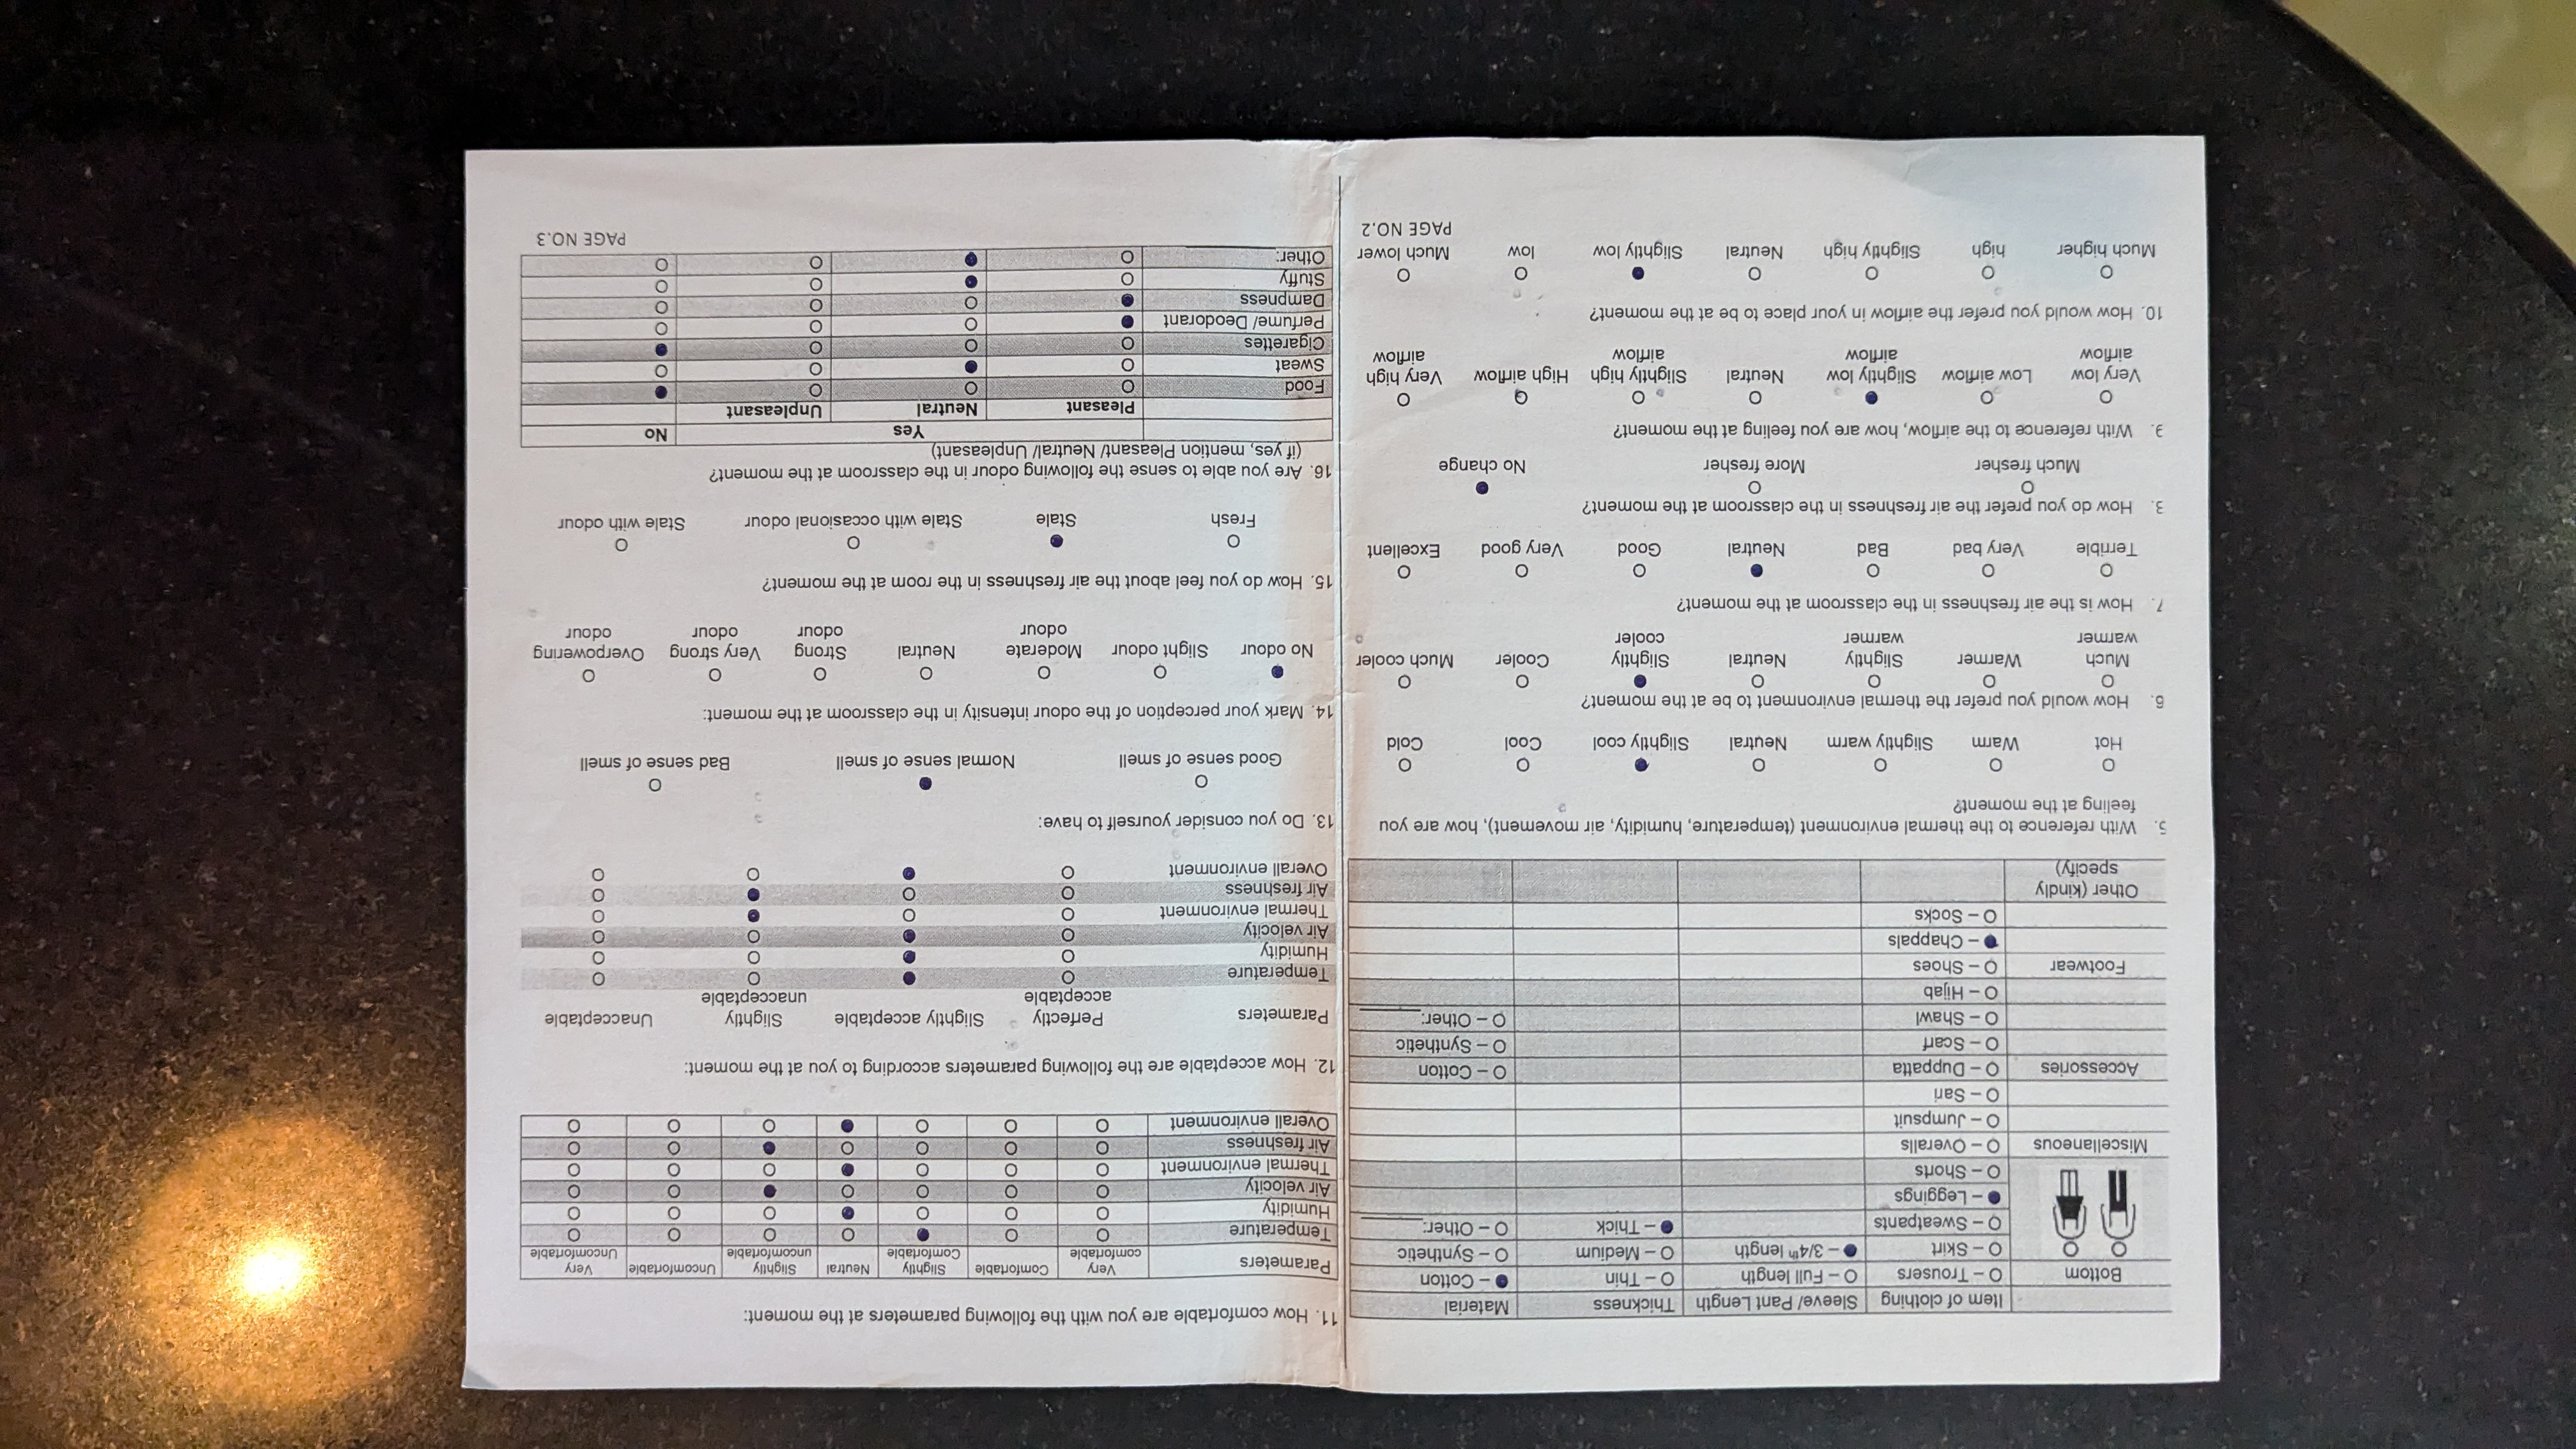 Item of clothing Sleeve/ Pant Length Thickness Material
Bottom O – Trousers O – Full length O – Thin ● – Cotton
O – Skirt ● – 3/4th length O – Medium O – Synthetic
O – Sweatpants ● – Thick O – Other: ________
● – Leggings
O – Shorts
Miscellaneous O – Overalls
O – Jumpsuit
O – Sari
Accessories O – Duppatta O – Cotton
O – Scarf O – Synthetic
O – Shawl O – Other: ________
O – Hijab
Footwear O – Shoes
● – Chappals
O – Socks
Other (kindly
specify)
5. With reference to the thermal environment (temperature, humidity, air movement), how are you
feeling at the moment?
O O O O ● O O
Hot Warm Slightly warm Neutral Slightly cool Cool Cold
6. How would you prefer the thermal environment to be at the moment?
O O O O ● O O
Much Warmer Slightly Neutral Slightly Cooler Much cooler
warmer warmer cooler
7. How is the air freshness in the classroom at the moment?
O O O ● O O O
Terrible Very bad Bad Neutral Good Very good Excellent
3. How do you prefer the air freshness in the classroom at the moment?
O O ●
Much fresher More fresher No change
9. With reference to the airflow, how are you feeling at the moment?
O O ● O O O O
Very low Low airflow Slightly low Neutral Slightly high High airflow Very high
airflow airflow airflow airflow
10. How would you prefer the airflow in your place to be at the moment?
O O O O ● O O
Much higher high Slightly high Neutral Slightly low low Much lower
PAGE NO.2
11. How comfortable are you with the following parameters at the moment:
Parameters Very Comfortable Slightly Neutral Slightly Uncomfortable Very
comfortable Comfortable uncomfortable Uncomfortable
Temperature O O ● O O O O
Humidity O O O ● O O O
Air velocity O O O O ● O O
Thermal environment O O O ● O O O
Air freshness O O O O ● O O
Overall environment O O O ● O O O
12. How acceptable are the following parameters according to you at the moment:
Parameters Perfectly Slightly acceptable Slightly Unacceptable
acceptable unacceptable
Temperature O ● O O
Humidity O ● O O
Air velocity O ● O O
Thermal environment O O ● O
Air freshness O O ● O
Overall environment O ● O O
13. Do you consider yourself to have:
O ● O
Good sense of smell Normal sense of smell Bad sense of smell
14. Mark your perception of the odour intensity in the classroom at the moment:
● O O O O O O
No odour Slight odour Moderate Neutral Strong Very strong Overpowering
odour odour odour odour
15. How do you feel about the air freshness in the room at the moment?
O ● O O
Fresh Stale Stale with occasional odour Stale with odour
16. Are you able to sense the following odour in the classroom at the moment?
(if yes, mention Pleasant/ Neutral/ Unpleasant)
Yes No
Pleasant Neutral Unpleasant
Food O O O ●
Sweat O ● O O
Cigarettes O O O ●
Perfume/ Deodorant ● O O O
Dampness ● O O O
Stuffy O ● O O
Other: O ● O O
PAGE NO.3